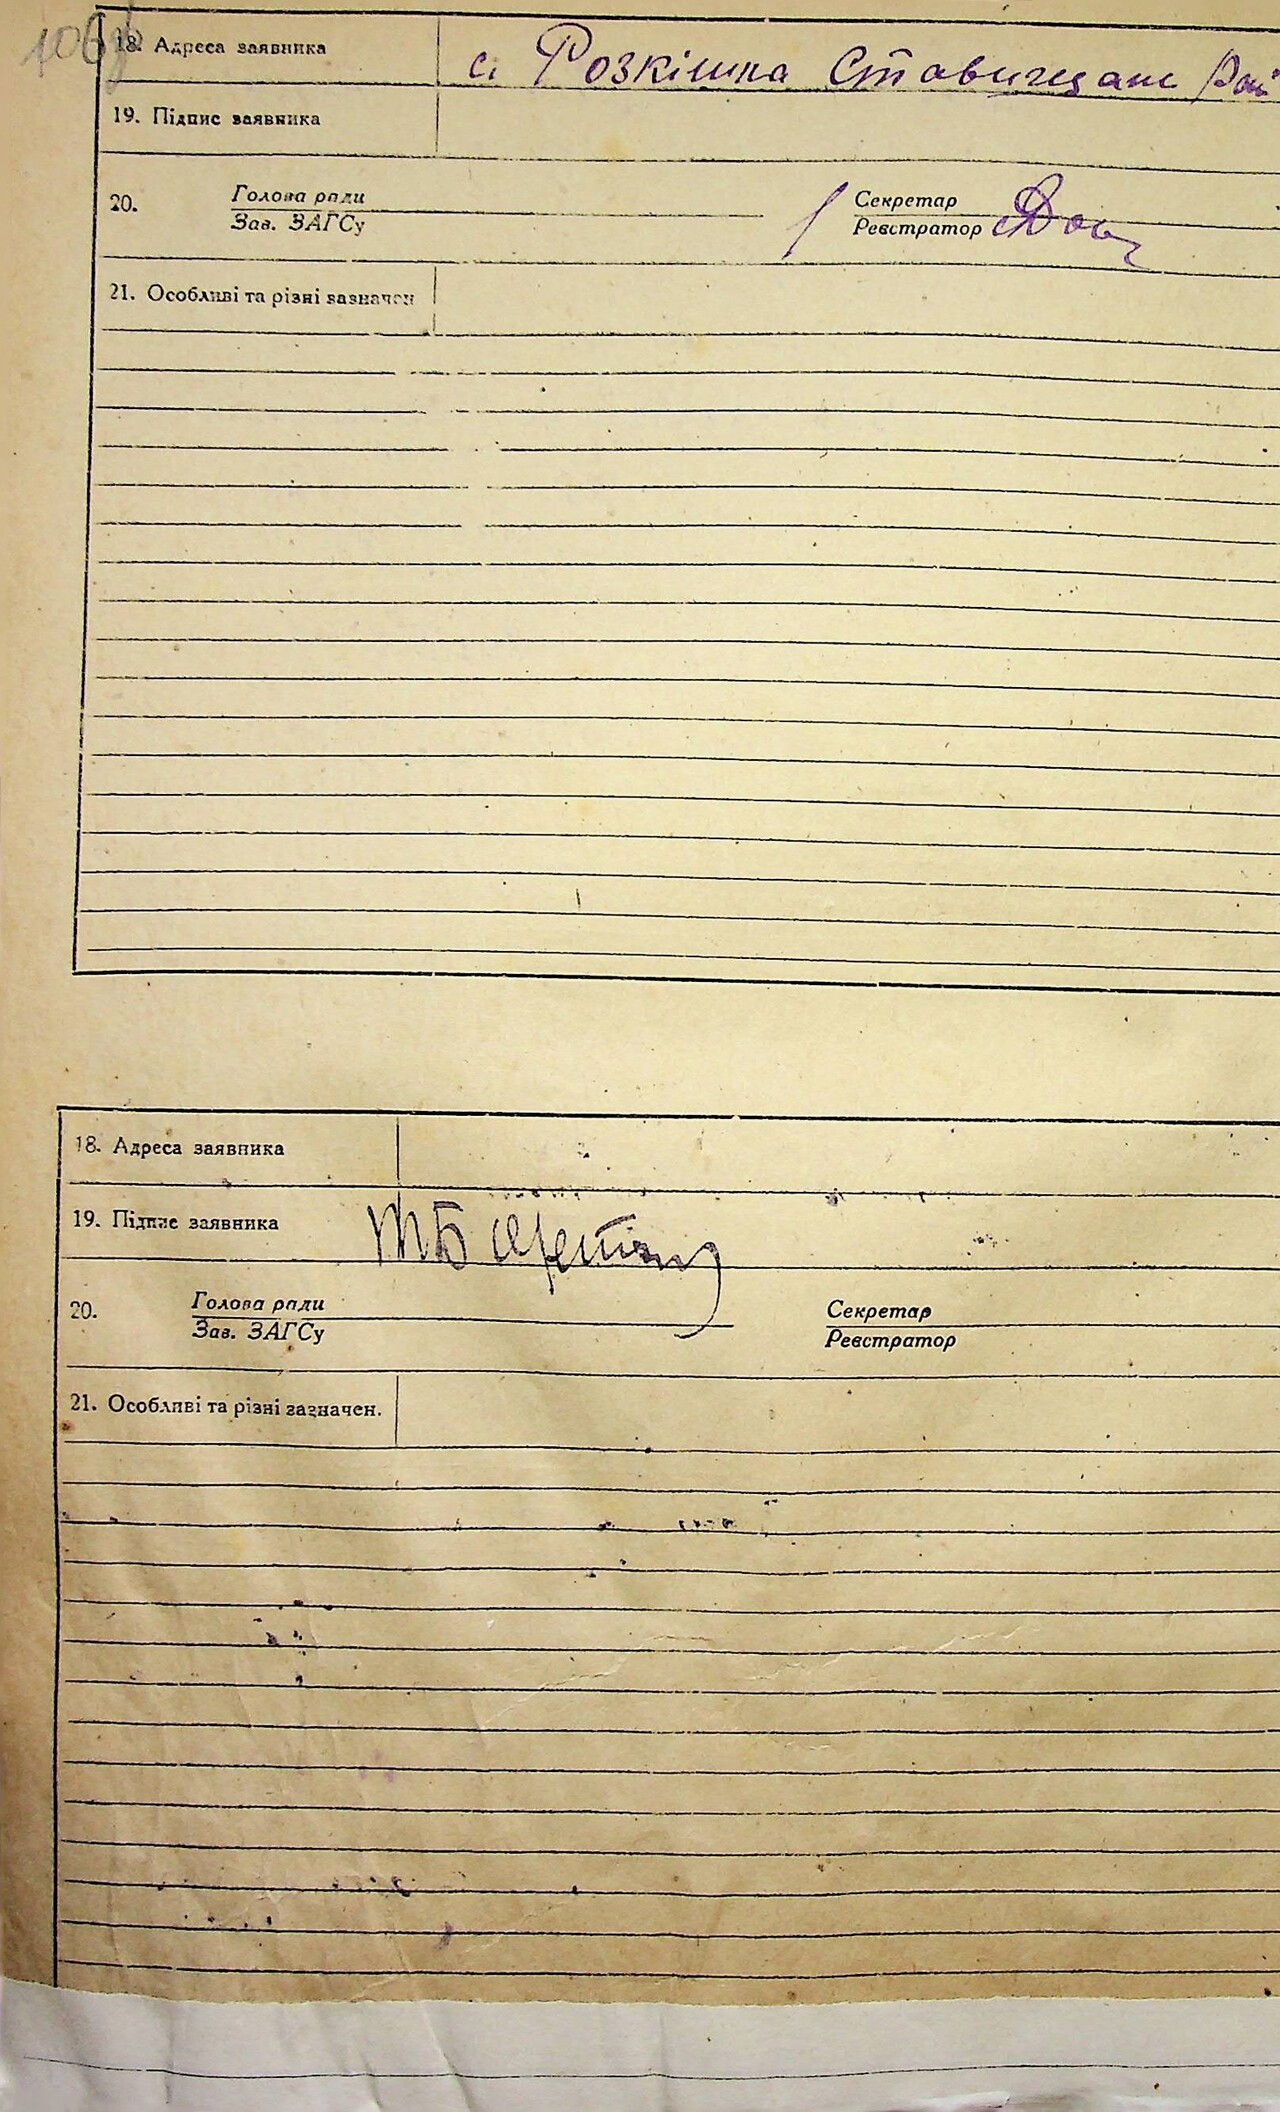 106
18. Адреса заявника с. Розкішна Ставищан. Рай
19. Підпис заявника
20. Голова ради Секретар
Зав. ЗАГСу Реєстратор
21. Особливі та різні зазначен
18. Адреса заявника
19. Підпис заявника
20. Голова ради Секретар
Зав. ЗАГСу Реєстратор
21. Особливі та різні зазначен.